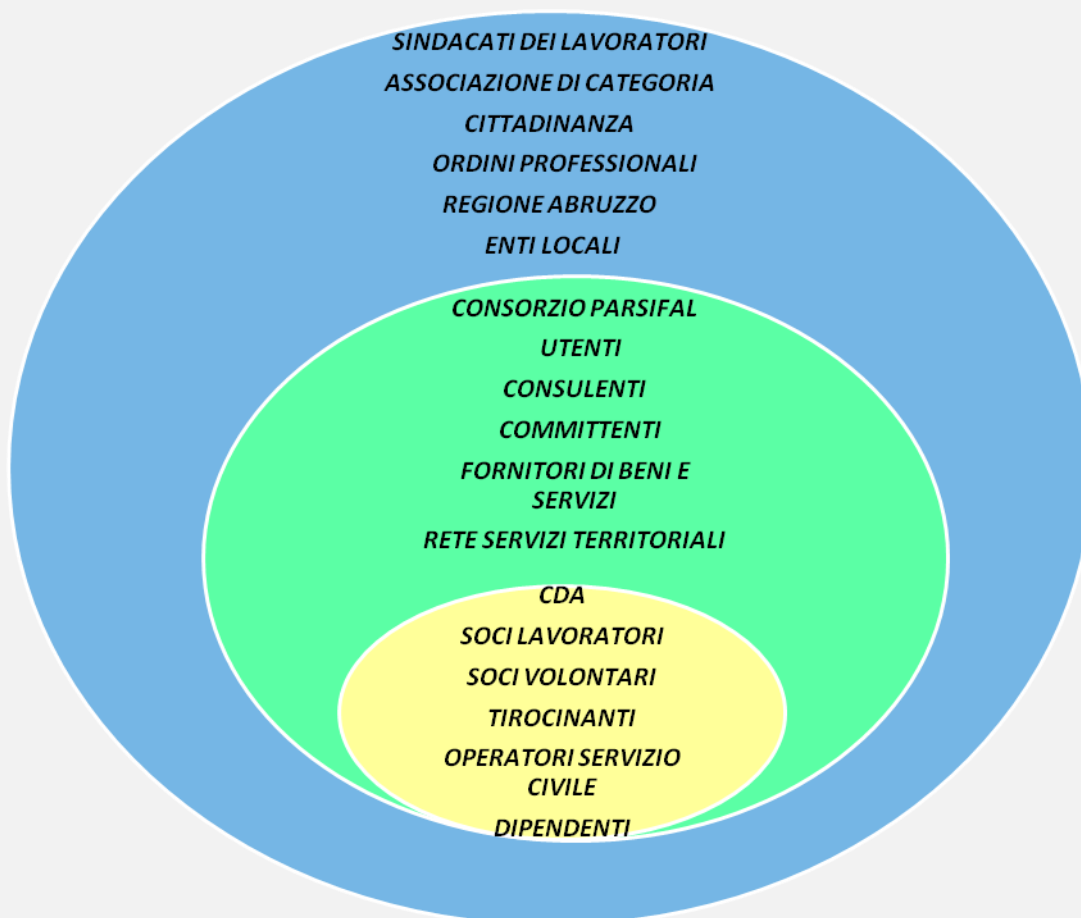 SINDACATI DEI LAVORATORI
ASSOCIAZIONE DI CATEGORIA
CITTADINANZA
ORDINI PROFESSIONALI
REGIONE ABRUZZO
ENTI LOCALI
CONSORZIO PARSIFAL
UTENTI
CONSULENTI
COMMITTENTI
FORNITORI DI BENI E
SERVIZI
RETE SERVIZI TERRITORIALI
CDA
SOCI LAVORATORI
SOCI VOLONTARI
TIROCINANTI
OPERATORI SERVIZIO
CIVILE
DIPENDENTI